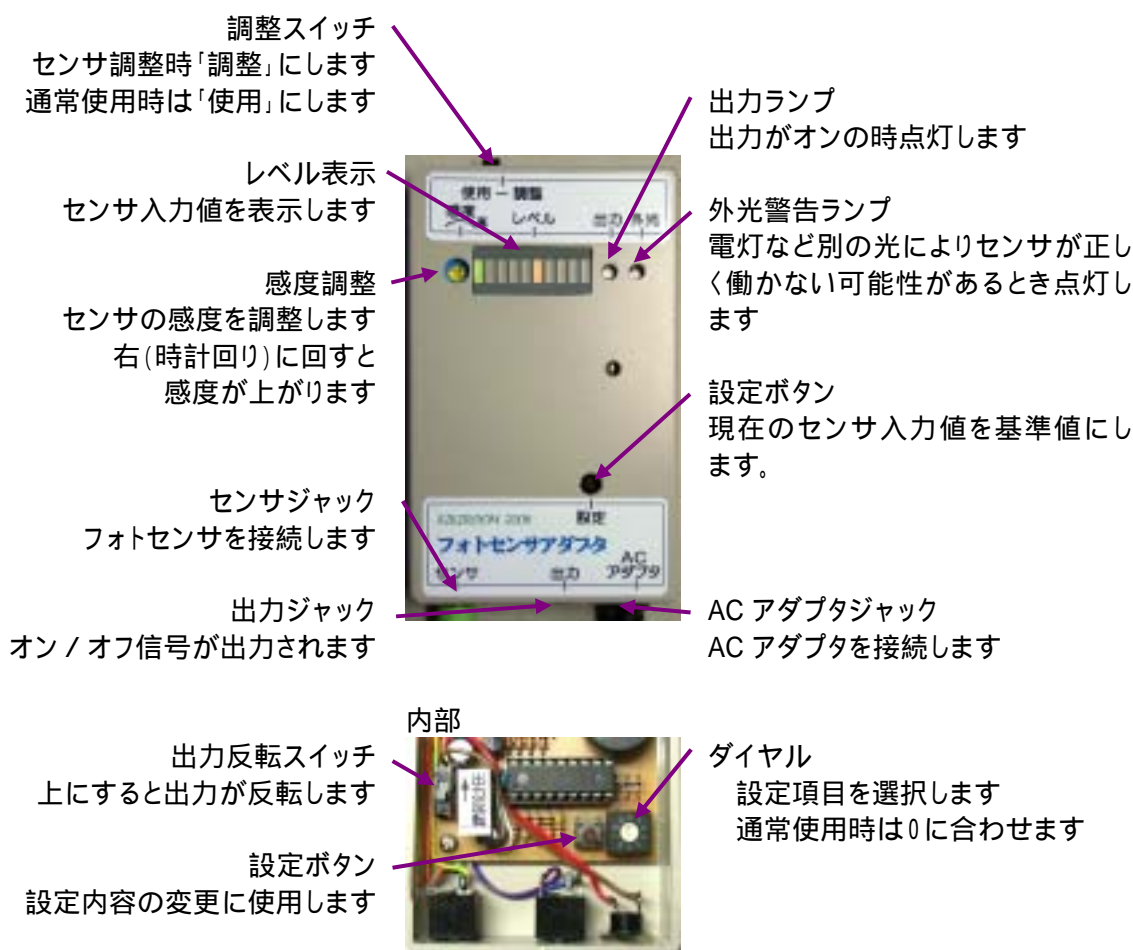 調整スイッチ
センサ調整時「調整」にします
通常使用時は「使用」にします
レベル表示
センサ入力値を表示します
感度調整
センサの感度を調整します
右(時計回り)に回すと
感度が上がります
センサジャック
フォトセンサを接続します
出力ジャック
オン / オフ信号が出力されます
出力ランプ
出力がオンの時点灯します
外光警告ランプ
電灯など別の光によりセンサが正し
く働かない可能性があるとき点灯し
ます
設定ボタン
現在のセンサ入力値を基準値にし
ます。
AC アダプタジャック
AC アダプタを接続します
使用 ー 調整
レベル
出力 外光
設定
フォトセンサアダプタ
センサ
出力
AC
アダプタ
内部
出力反転スイッチ
上にすると出力が反転します
設定ボタン
設定内容の変更に使用します
ダイヤル
設定項目を選択します
通常使用時は0に合わせます